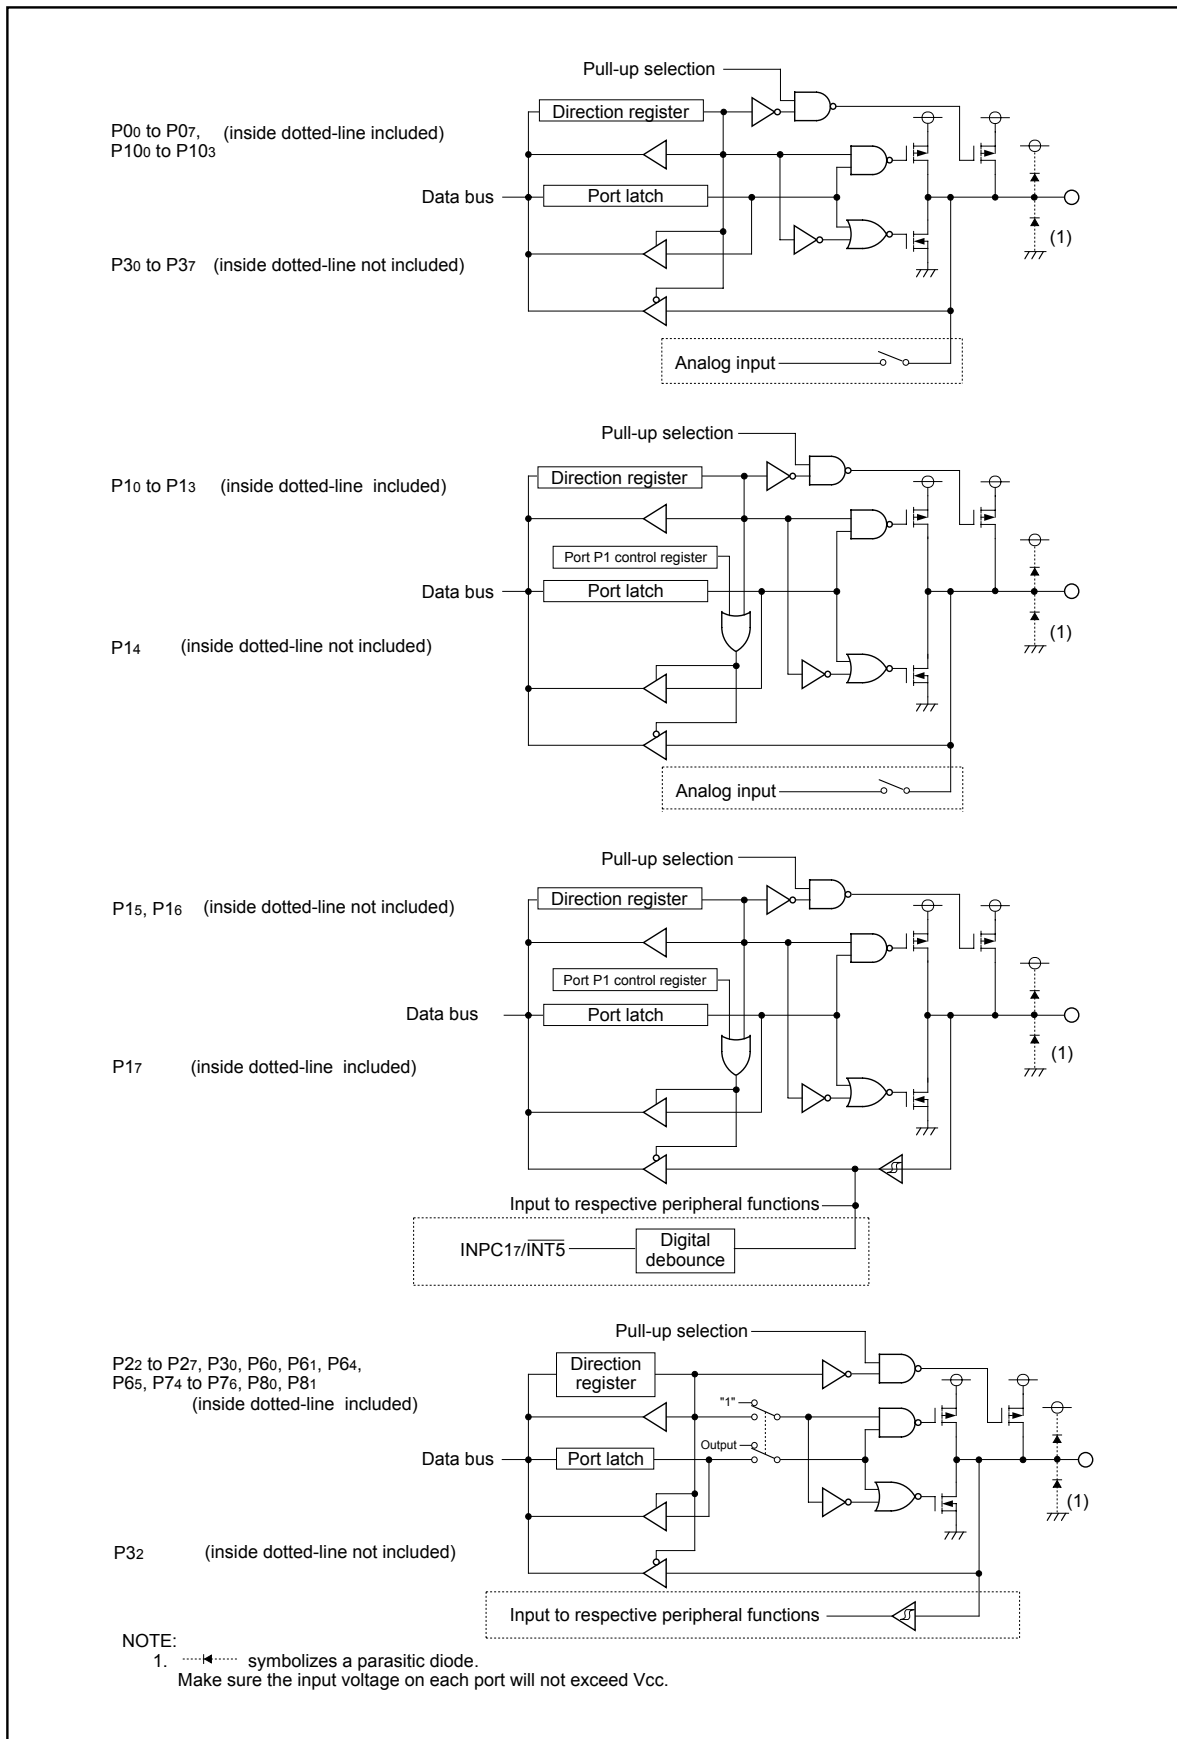 Pull-up selection
Direction register
P00 to P07, (inside dotted-line included)
P100 to P103
Data bus
Port latch
(1)
P30 to P37 (inside dotted-line not included)
Analog input
Pull-up selection
Direction register
P10 to P13 (inside dotted-line included)
Port P1 control register
Data bus
Port latch
(1)
P14 (inside dotted-line not included)
Analog input
Pull-up selection
Direction register
P15, P16 (inside dotted-line not included)
Port P1 control register
Data bus
Port latch
(1)
P17 (inside dotted-line included)
Input to respective peripheral functions
INPC17/INT5
Digital
debounce
Pull-up selection
P22 to P27, P30, P60, P61, P64,
P65, P74 to P76, P80, P81
(inside dotted-line included)
Direction
register
"1"
Output
Data bus
Port latch
(1)
P32 (inside dotted-line not included)
Input to respective peripheral functions
NOTE:
1. symbolizes a parasitic diode.
Make sure the input voltage on each port will not exceed Vcc.